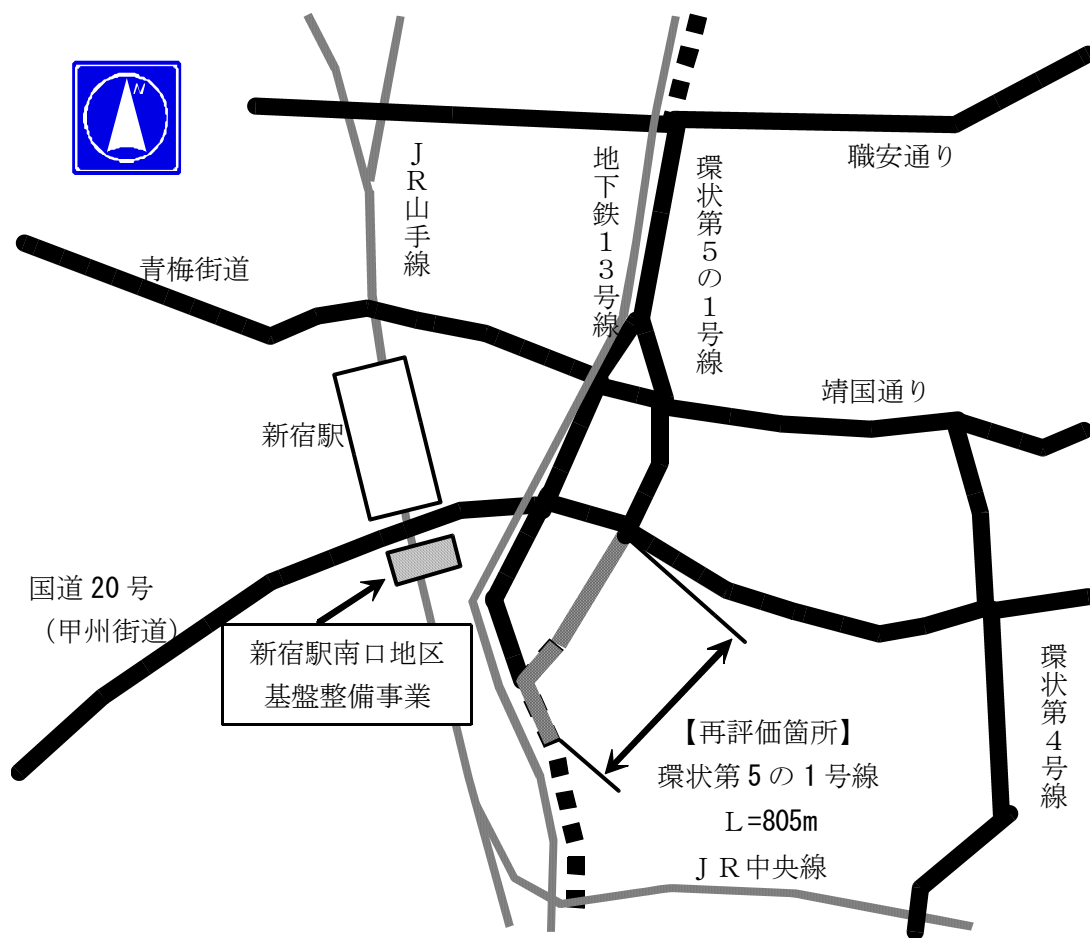 N
職安通り
ＪＲ山手線
地下鉄１３号線
環状第５の１号線
青梅街道
靖国通り
新宿駅
国道20号
（甲州街道）
新宿駅南口地区
基盤整備事業
環状第４号線
【再評価箇所】
環状第5の1号線
Ｌ=805m
ＪＲ中央線